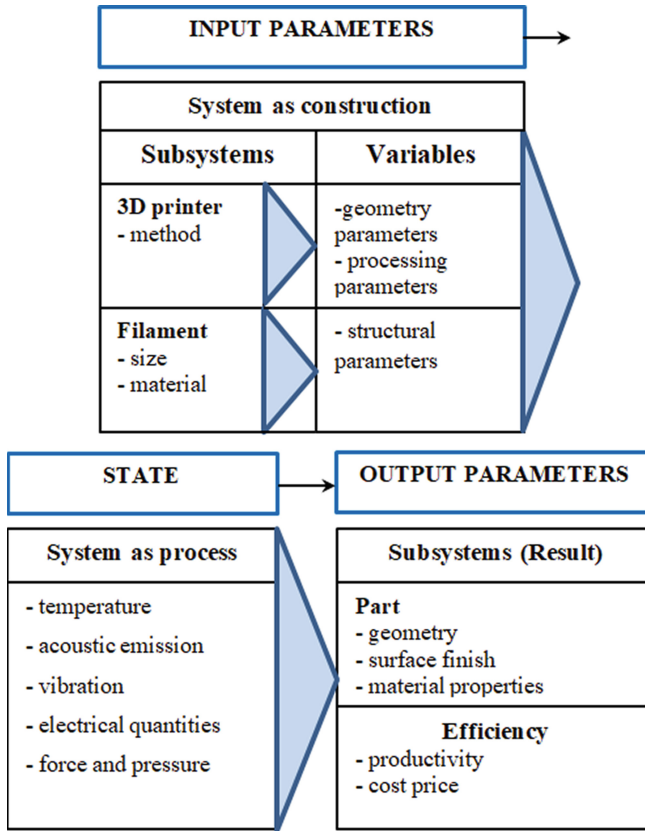 INPUT PARAMETERS
System as construction
Subsystems
Variables
3D printer
- method
-geometry
parameters
- processing
parameters
Filament
- size
- material
- structural
parameters
STATE
OUTPUT PARAMETERS
System as process
- temperature
- acoustic emission
- vibration
- electrical quantities
- force and pressure
Subsystems (Result)
Part
- geometry
- surface finish
- material properties
Efficiency
- productivity
- cost price